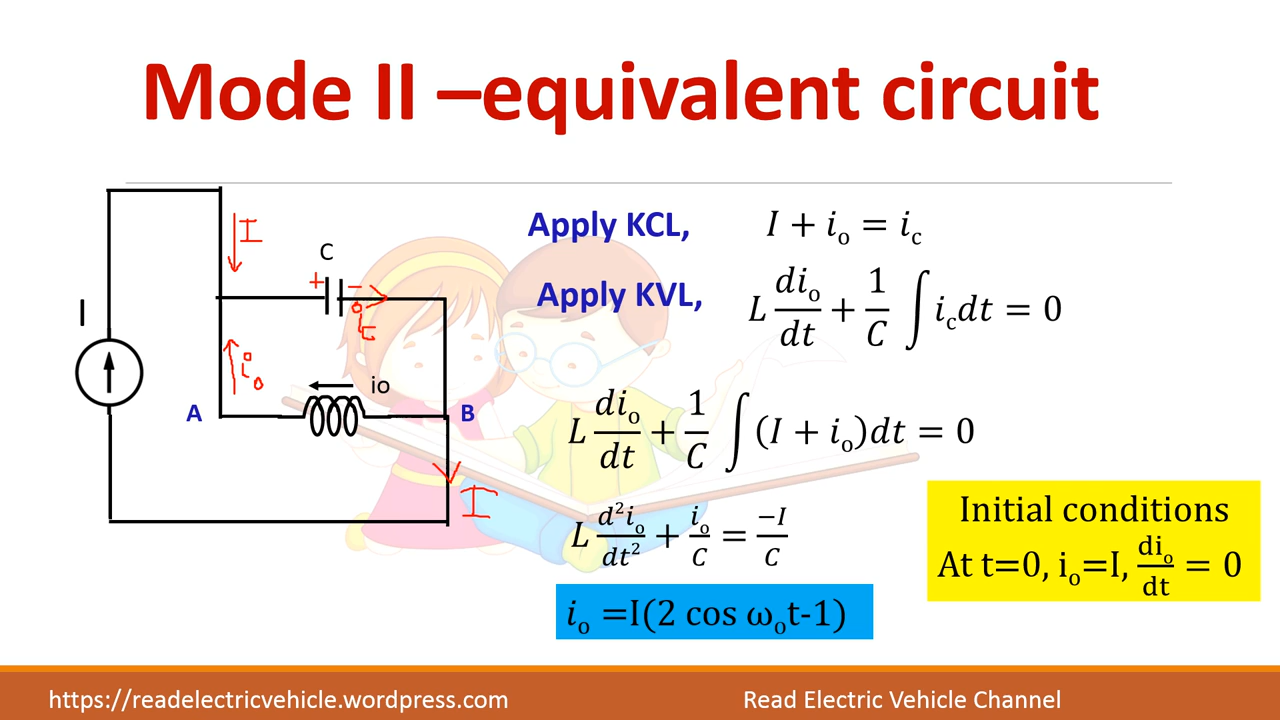 Mode II –equivalent circuit
Apply KCL, I + iₒ = i꜀
Apply KVL, L diₒ/dt + 1/C ∫ i꜀dt = 0
L diₒ/dt + 1/C ∫ (I + iₒ)dt = 0
L d²iₒ/dt² + iₒ/C = −I/C
iₒ =I(2 cos ωₒt-1)
Initial conditions
At t=0, iₒ=I, diₒ/dt = 0
I
I
C
+ -
i꜀
iₒ
io
A
B
I
https://readelectricvehicle.wordpress.com
Read Electric Vehicle Channel